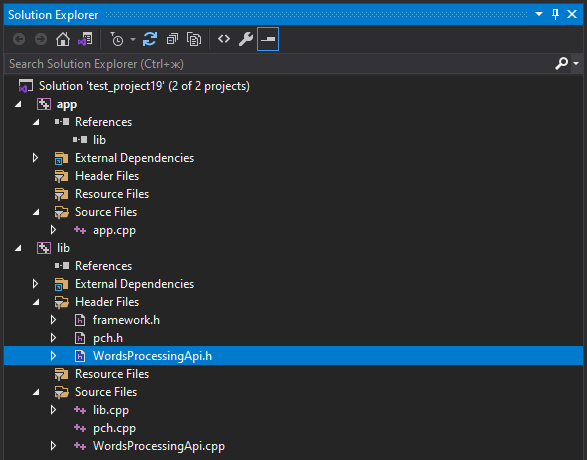 Solution Explorer
Search Solution Explorer (Ctrl+ж)
Solution 'test_project19' (2 of 2 projects)
app
References
lib
External Dependencies
Header Files
Resource Files
Source Files
app.cpp
lib
References
External Dependencies
Header Files
framework.h
pch.h
WordsProcessingApi.h
Resource Files
Source Files
lib.cpp
pch.cpp
WordsProcessingApi.cpp